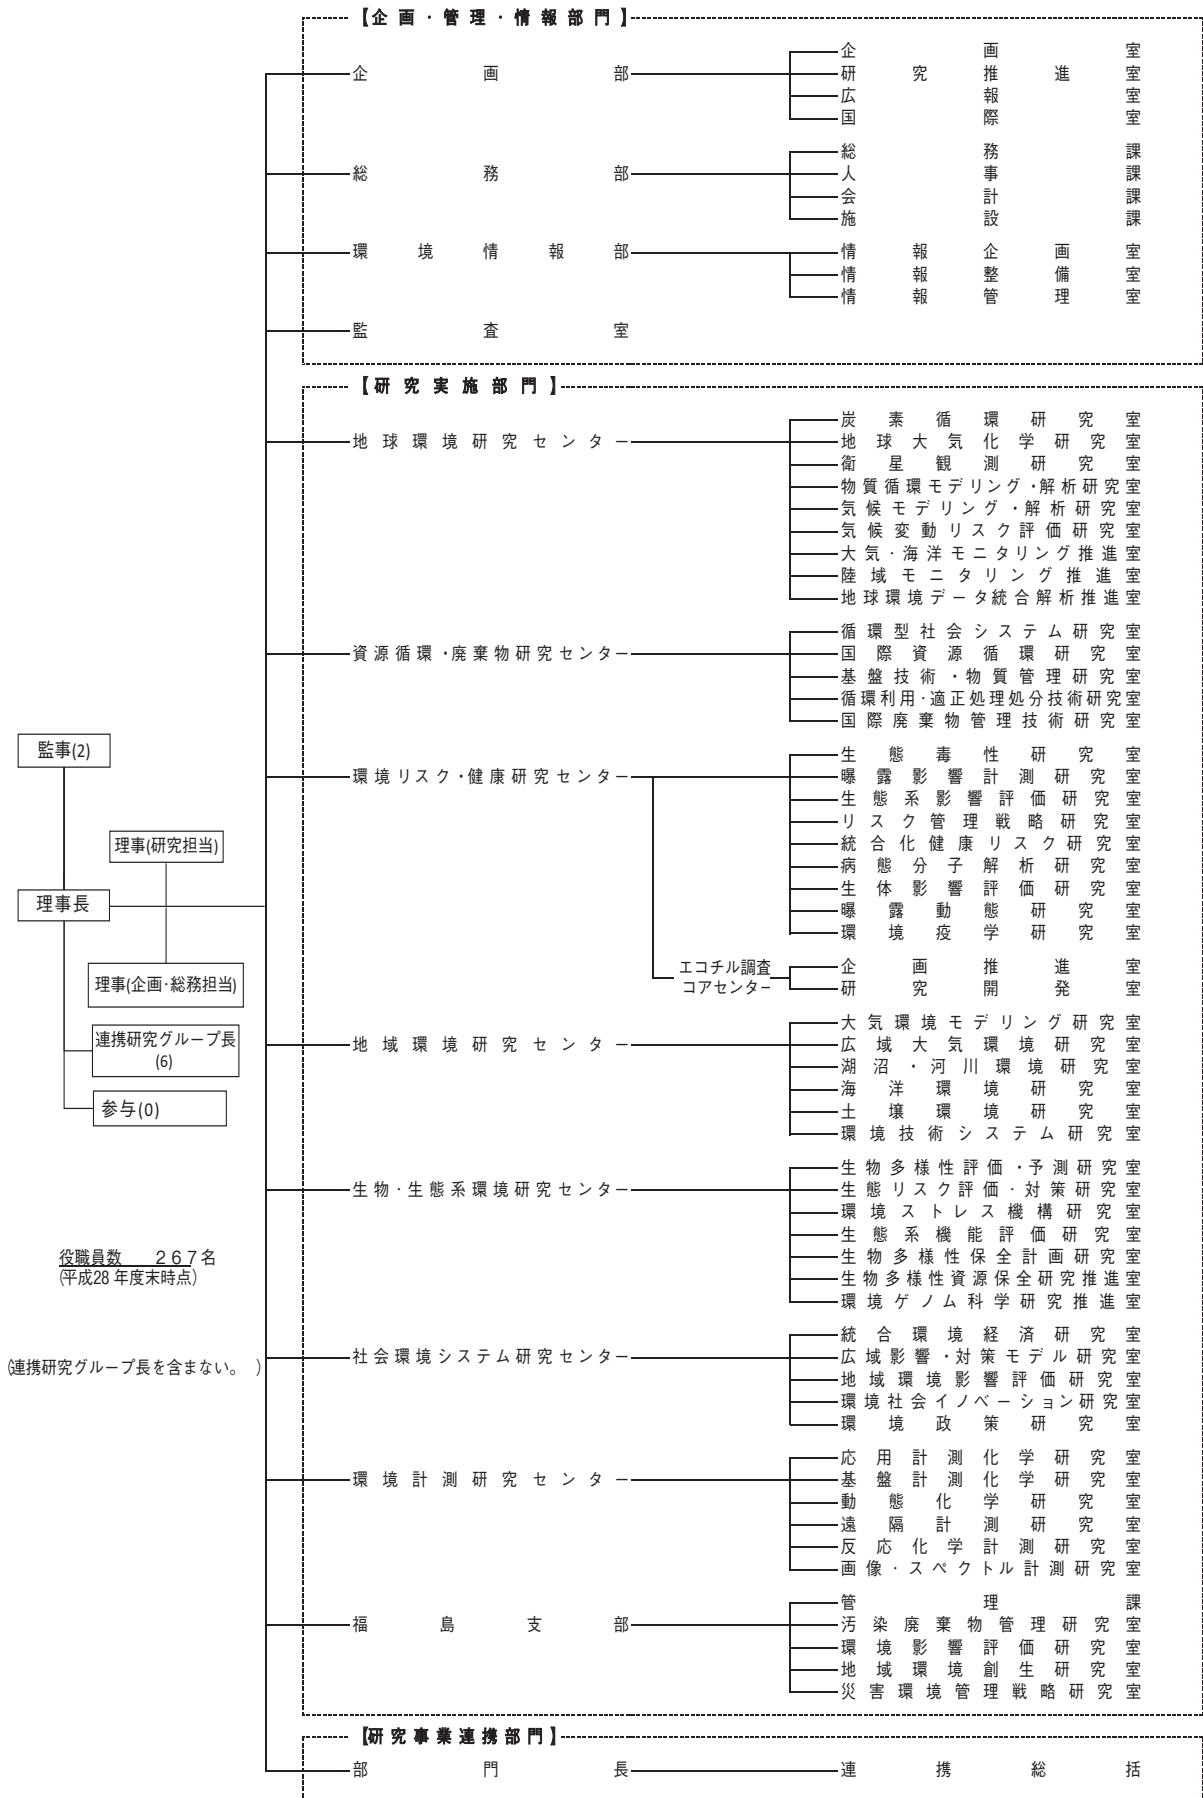 【企画・管理・情報部門】
企画部
企画室
研究推進室
広報室
国際室
総務部
総務課
人事課
会計課
施設課
環境情報部
情報企画室
情報整備室
情報管理室
監査室
【研究実施部門】
地球環境研究センター
炭素循環研究室
地球大気化学研究室
衛星観測研究室
物質循環モデリング・解析研究室
気候モデリング・解析研究室
気候変動リスク評価研究室
大気・海洋モニタリング推進室
陸域モニタリング推進室
地球環境データ統合解析推進室
資源循環・廃棄物研究センター
循環型社会システム研究室
国際資源循環研究室
基盤技術・物質管理研究室
循環利用・適正処理処分技術研究室
国際廃棄物管理技術研究室
監事(2)
理事(研究担当)
理事長
理事(企画・総務担当)
連携研究グループ長
(6)
参与(0)
環境リスク・健康研究センター
生態毒性研究室
曝露影響計測研究室
生態系影響評価研究室
リスク管理戦略研究室
統合化健康リスク研究室
病態分子解析研究室
生体影響評価研究室
曝露動態研究室
環境疫学研究室
エコチル調査
コアセンター
企画推進室
研究開発室
地域環境研究センター
大気環境モデリング研究室
広域大気環境研究室
湖沼・河川環境研究室
海洋環境研究室
土壌環境研究室
環境技術システム研究室
生物・生態系環境研究センター
生物多様性評価・予測研究室
生態リスク評価・対策研究室
環境ストレス機構研究室
生態系機能評価研究室
生物多様性保全計画研究室
生物多様性資源保全研究推進室
環境ゲノム科学研究推進室
役職員数　267名
(平成28年度末時点)
(連携研究グループ長を含まない。)
社会環境システム研究センター
統合環境経済研究室
広域影響・対策モデル研究室
地域環境影響評価研究室
環境社会イノベーション研究室
環境政策研究室
環境計測研究センター
応用計測化学研究室
基盤計測化学研究室
動態化学研究室
遠隔計測研究室
反応化学計測研究室
画像・スペクトル計測研究室
福島支部
管理課
汚染廃棄物管理研究室
環境影響評価研究室
地域環境創生研究室
災害環境管理戦略研究室
【研究事業連携部門】
部門長
連携総括